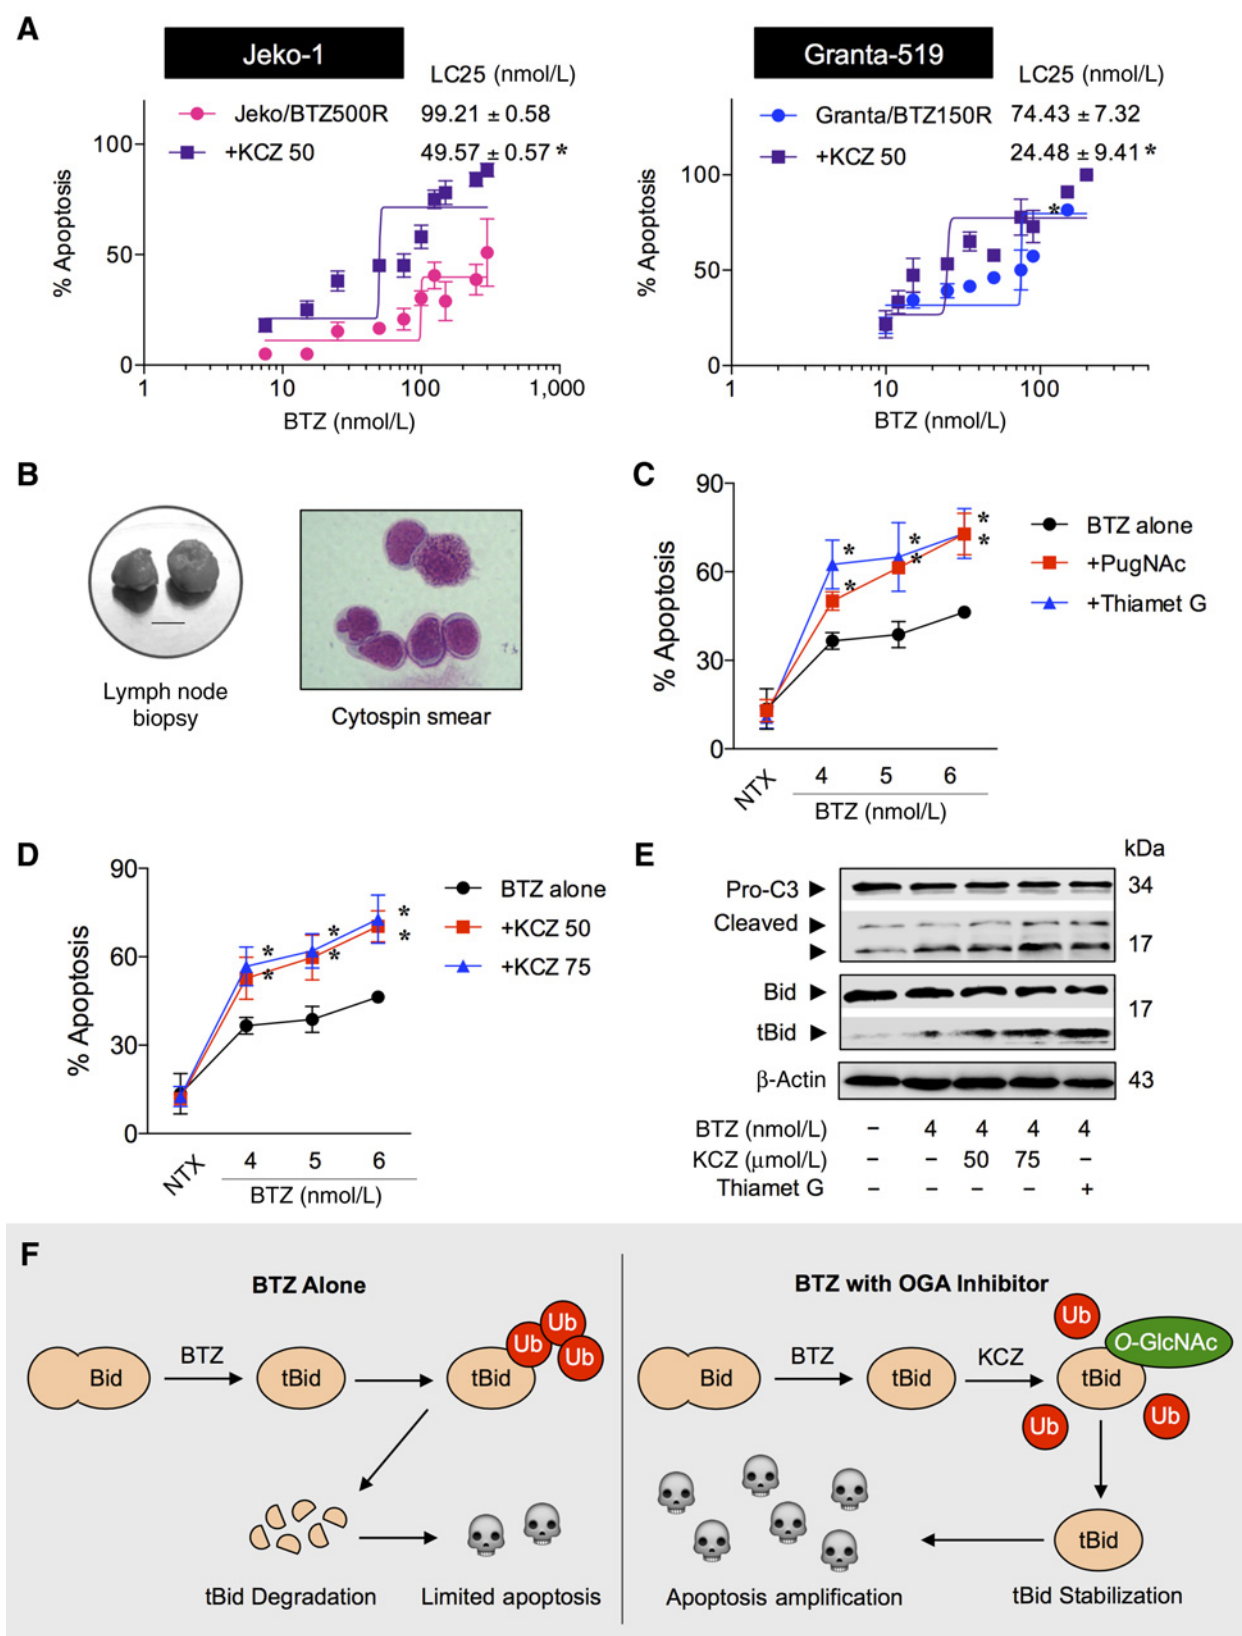 A
Jeko-1
LC25 (nmol/L)
Jeko/BTZ500R 99.21 ± 0.58
+KCZ 50 49.57 ± 0.57 *
% Apoptosis
100
50
0
1 10 100 1,000
BTZ (nmol/L)
Granta-519
LC25 (nmol/L)
Granta/BTZ150R 74.43 ± 7.32
+KCZ 50 24.48 ± 9.41 *
% Apoptosis
100
50
0
*
1 10 100
BTZ (nmol/L)
B
Lymph node
biopsy
Cytospin smear
C
% Apoptosis
90
60
30
0
* * * * * *
BTZ alone
+PugNAc
+Thiamet G
NTX 4 5 6
BTZ (nmol/L)
D
% Apoptosis
90
60
30
0
* * * * * *
BTZ alone
+KCZ 50
+KCZ 75
NTX 4 5 6
BTZ (nmol/L)
E
kDa
Pro-C3 34
Cleaved
17
Bid
17
tBid
β-Actin 43
BTZ (nmol/L) – 4 4 4 4
KCZ (μmol/L) – – 50 75 –
Thiamet G – – – – +
F
BTZ Alone
Bid
BTZ
tBid
tBid
Ub
Ub
Ub
tBid Degradation
Limited apoptosis
BTZ with OGA Inhibitor
Bid
BTZ
tBid
KCZ
tBid
O-GlcNAc
Ub
Ub
Ub
tBid
Apoptosis amplification
tBid Stabilization